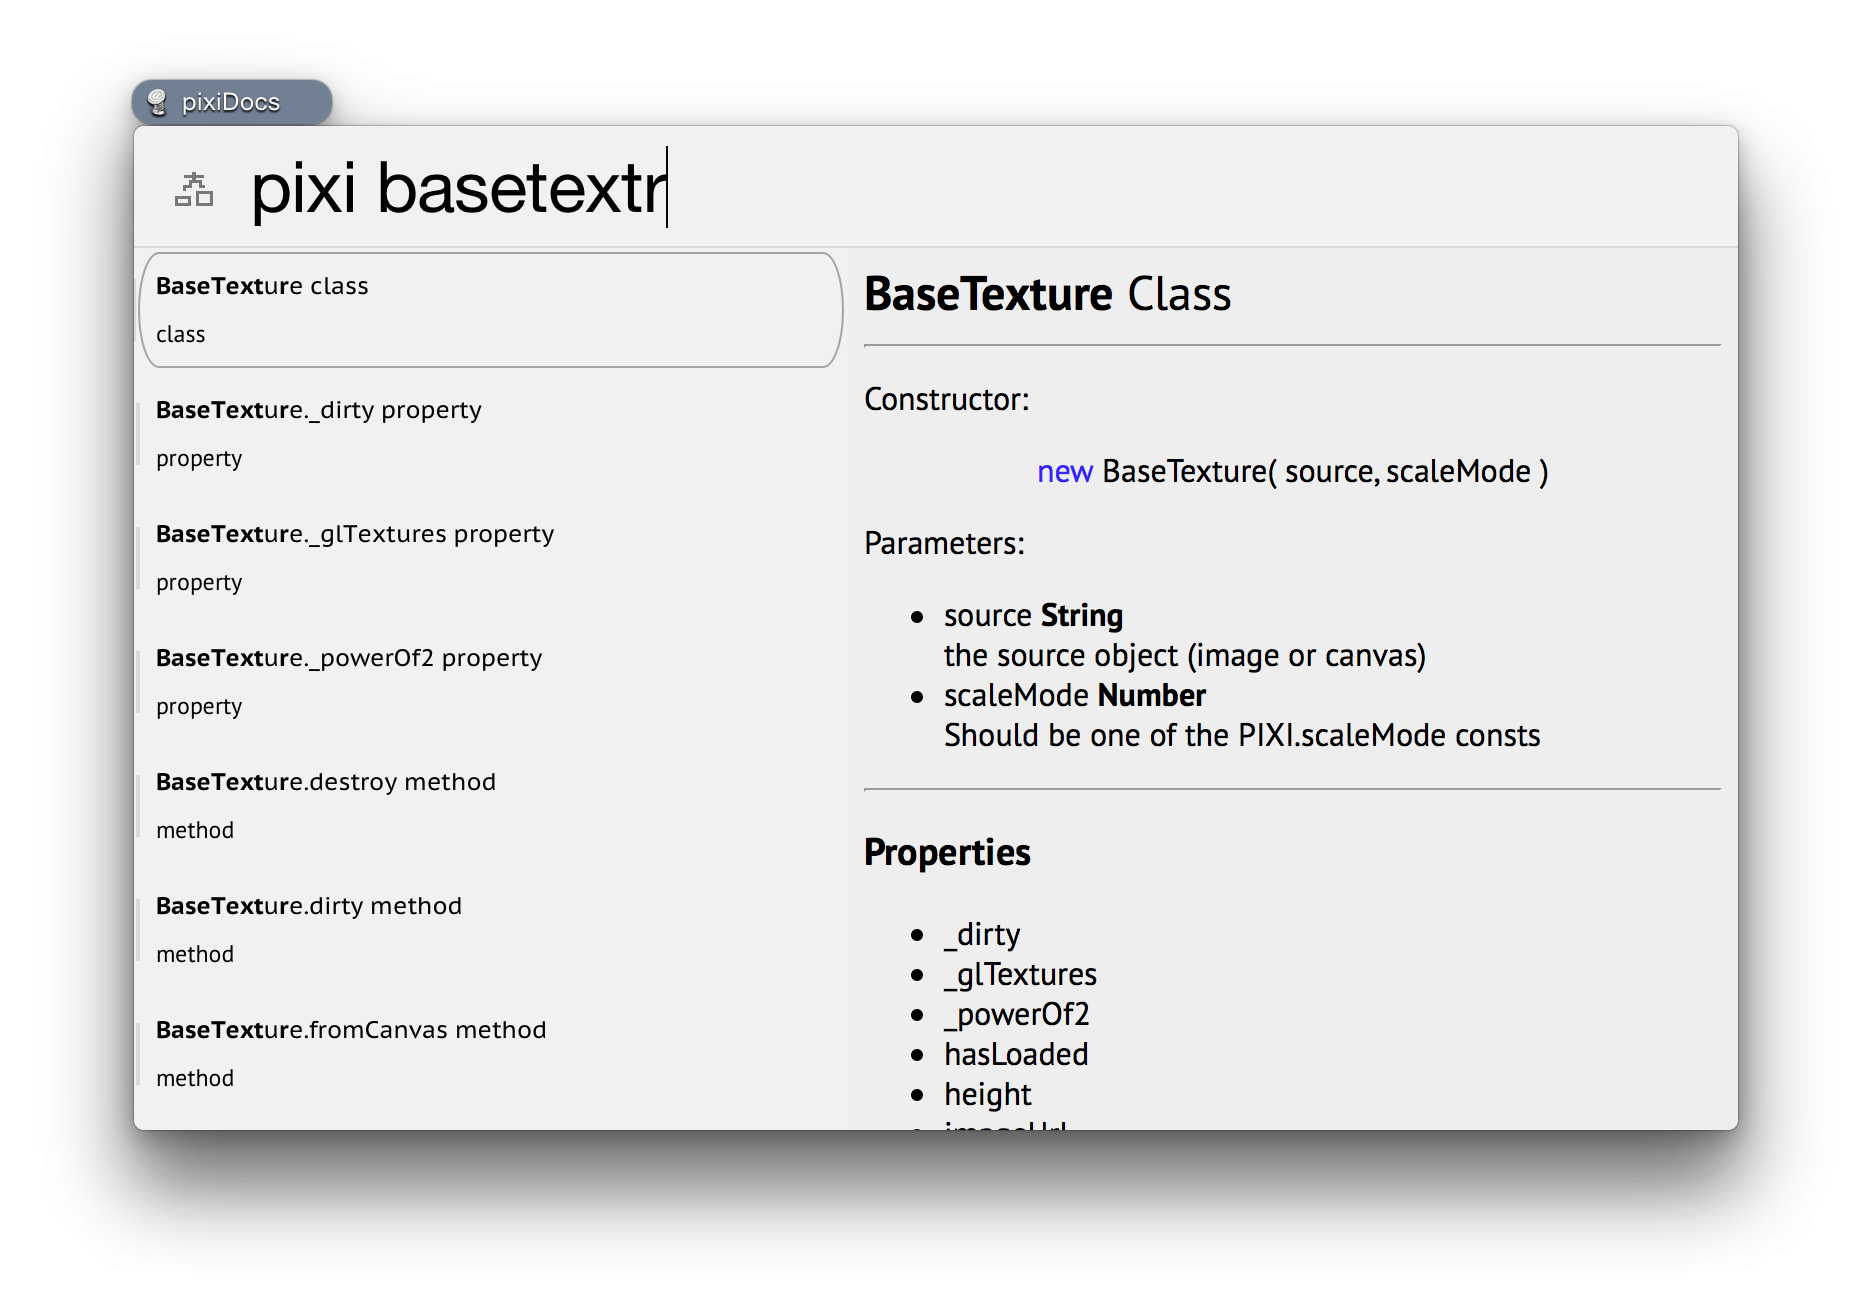 pixiDocs
pixi basetextr
BaseTexture class
class
BaseTexture._dirty property
property
BaseTexture._glTextures property
property
BaseTexture._powerOf2 property
property
BaseTexture.destroy method
method
BaseTexture.dirty method
method
BaseTexture.fromCanvas method
method
BaseTexture Class
Constructor:
new BaseTexture( source, scaleMode )
Parameters:
source String
the source object (image or canvas)
scaleMode Number
Should be one of the PIXI.scaleMode consts
Properties
_dirty
_glTextures
_powerOf2
hasLoaded
height
imageUrl